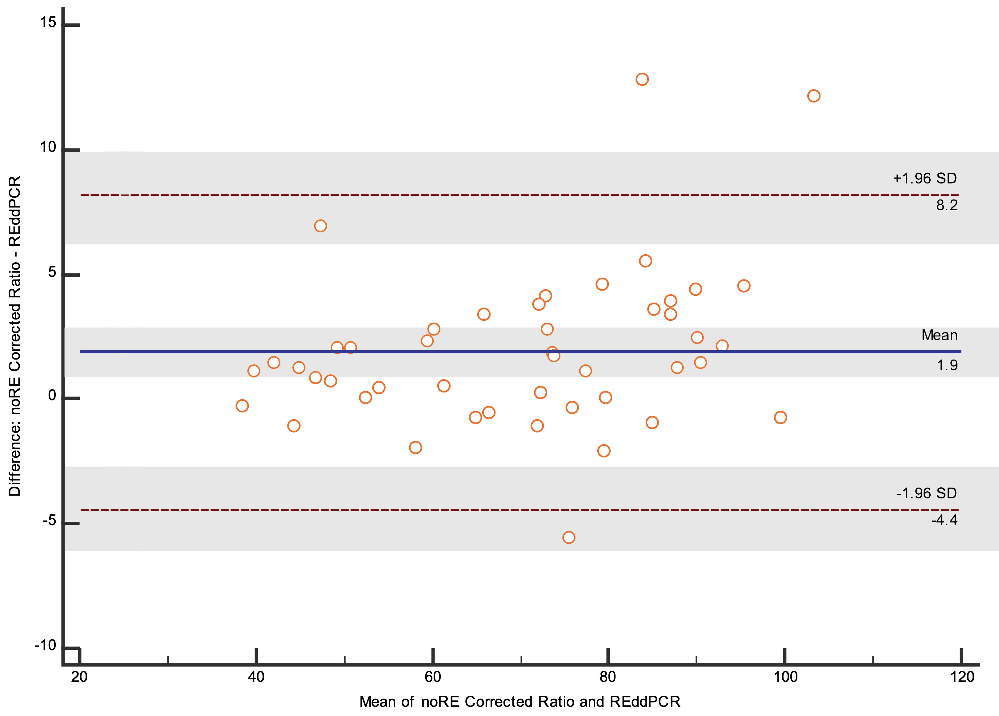 15
10
5
0
-5
-10
Difference: noRE Corrected Ratio - REddPCR
+1.96 SD
8.2
Mean
1.9
-1.96 SD
-4.4
20 40 60 80 100 120
Mean of noRE Corrected Ratio and REddPCR